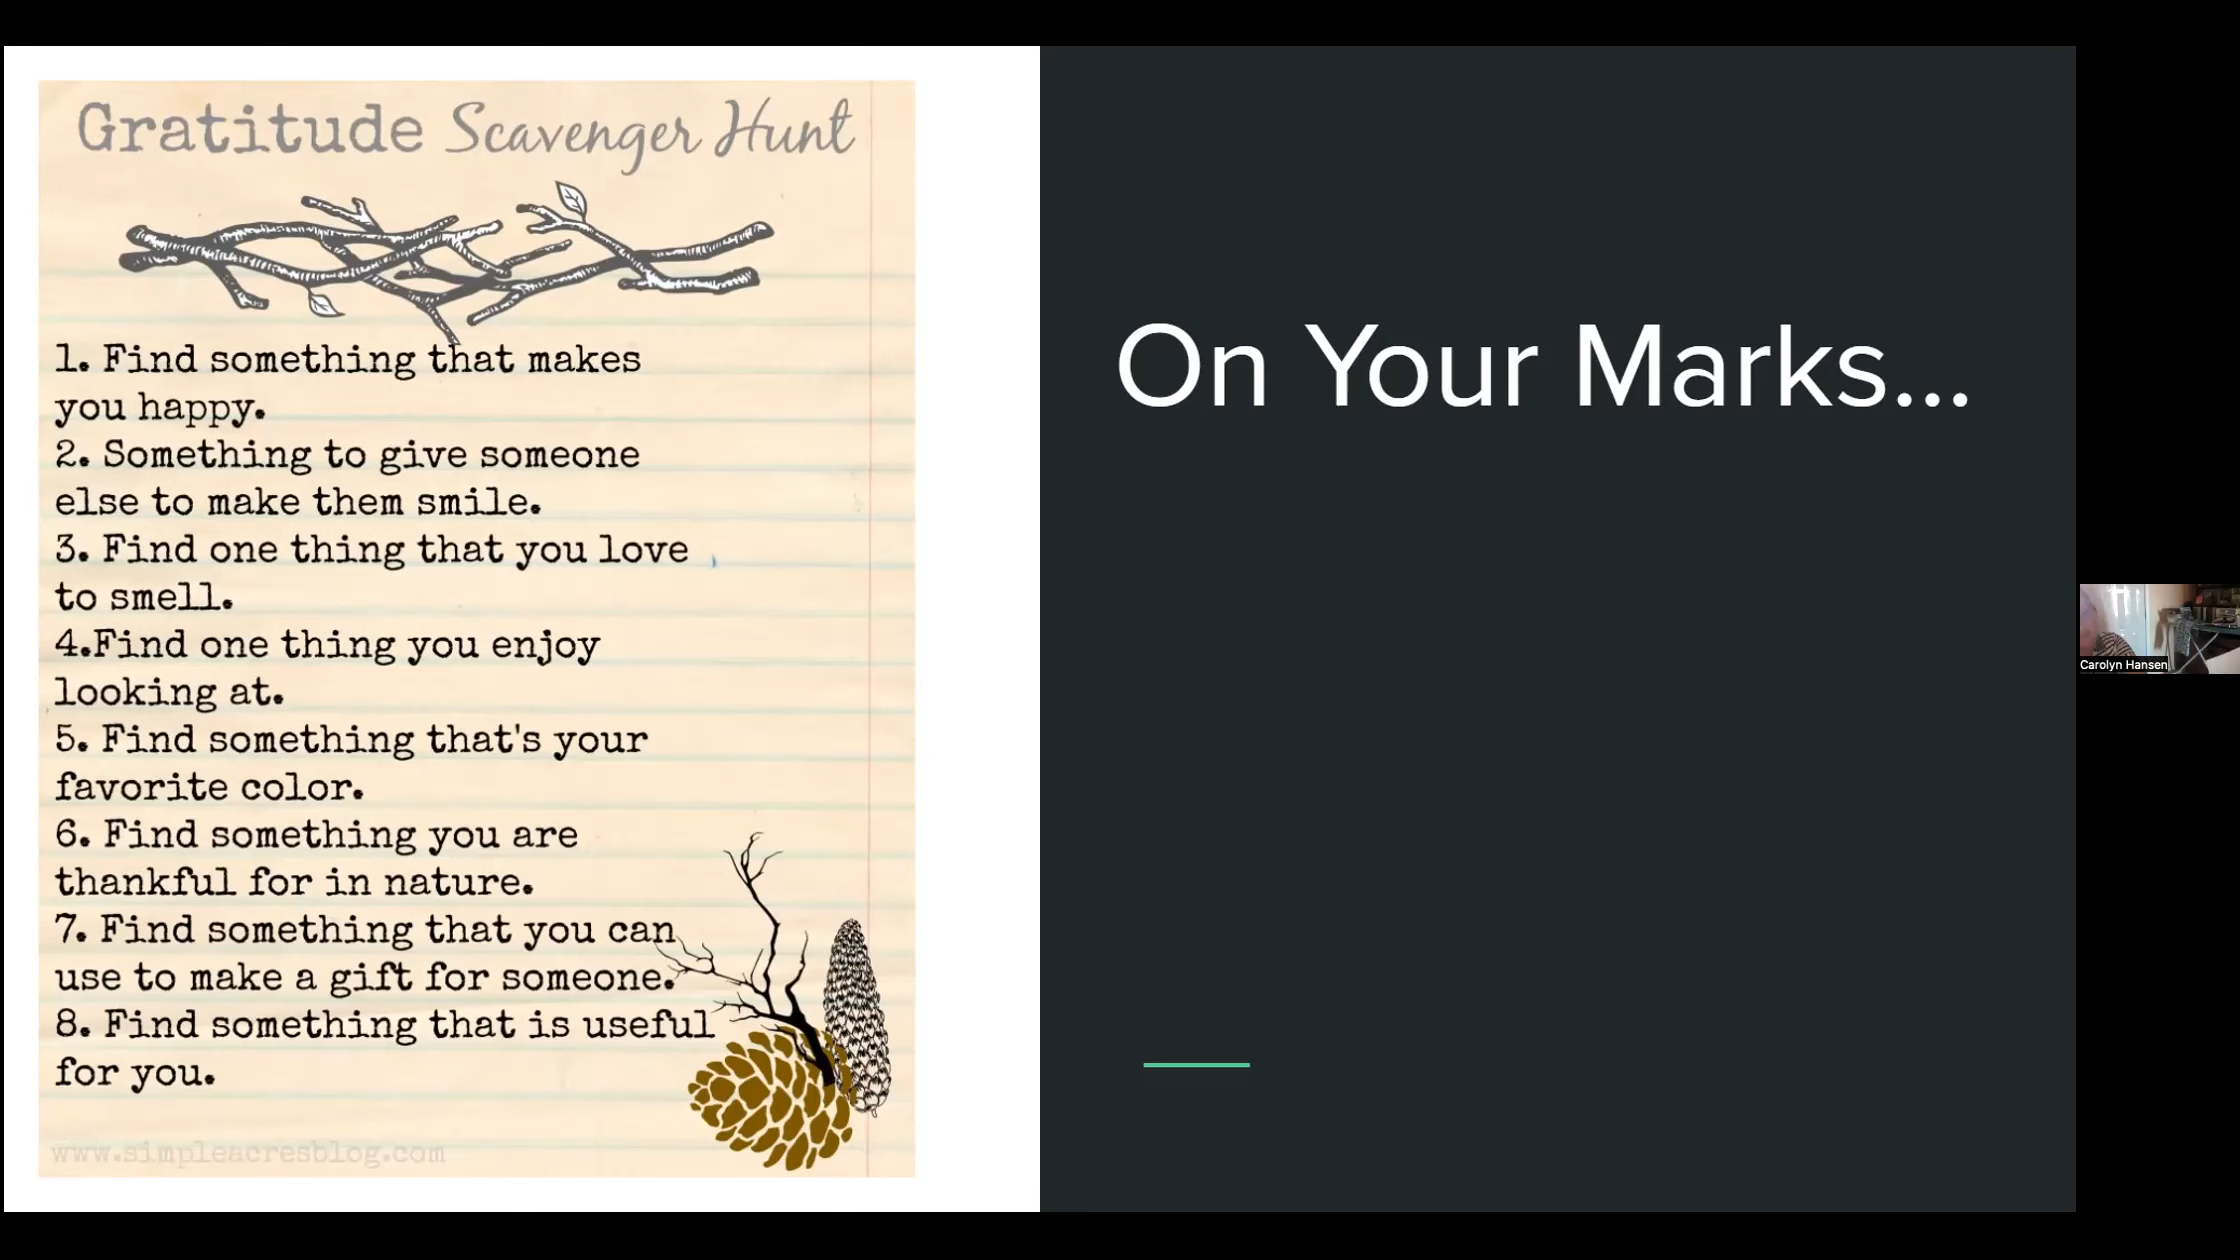 Gratitude Scavenger Hunt
1. Find something that makes
you happy.
2. Something to give someone
else to make them smile.
3. Find one thing that you love
to smell.
4.Find one thing you enjoy
looking at.
5. Find something that's your
favorite color.
6. Find something you are
thankful for in nature.
7. Find something that you can
use to make a gift for someone.
8. Find something that is useful
for you.
www.simpleacresblog.com
On Your Marks...
Carolyn Hansen